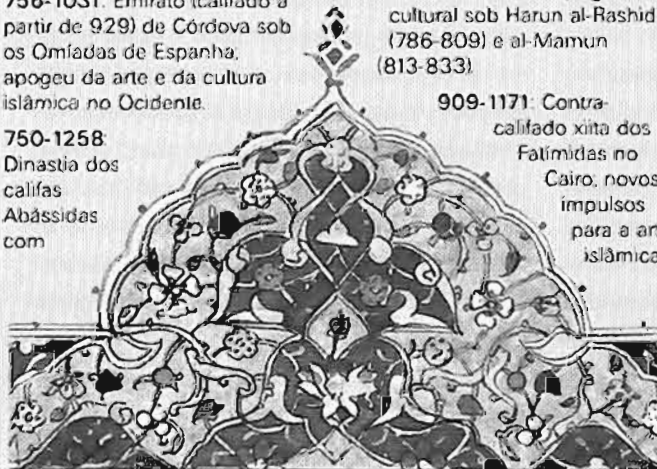 756-1031: Emirato (califado a
partir de 929) de Córdova sob
os Omíadas de Espanha,
apogeu da arte e da cultura
islâmica no Ocidente.
750-1258:
Dinastia dos
califas
Abássidas
com
cultural sob Harun al-Rashid
(786-809) e al-Mamun
(813-833).
909-1171: Contra-
califado xiita dos
Fatímidas no
Cairo; novos
impulsos
para a
islâmica